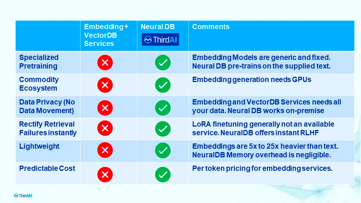 Embedding+
VectorDB
Services
Neural DB
ThirdAI
Comments
Specialized
Pretraining
Embedding Models are generic and fixed.
Neural DB pre-trains on the supplied text.
Commodity
Ecosystem
Embedding generation needs GPUs
Data Privacy (No
Data Movement)
Embedding and VectorDB Services needs all
your data. Neural DB works on-premise
Rectify Retrieval
Failures instantly
LoRA finetuning generally not an available
service. NeuralDB offers instant RLHF
Lightweight
Embeddings are 5x to 25x heavier than text.
NeuralDB Memory overhead is negligible.
Predictable Cost
Per token pricing for embedding services.
ThirdAI